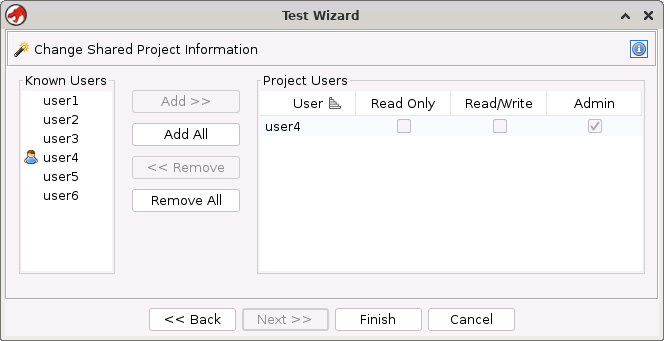 Test Wizard
Change Shared Project Information
Known Users
user1
user2
user3
user4
user5
user6
Add >>
Add All
<< Remove
Remove All
Project Users
User Read Only Read/Write Admin
user4
<< Back Next >> Finish Cancel